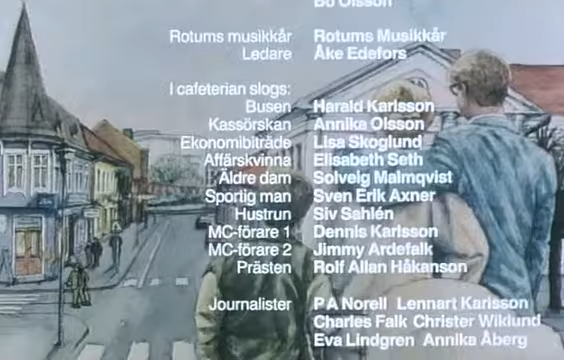 Bo Olsson
Rotums musikkår Rotums Musikkår
Ledare Åke Edefors
I cafeterian slogs:
Busen Harald Karlsson
Kassörskan Annika Olsson
Ekonomibiträde Lisa Skoglund
Affärskvinna Elisabeth Seth
Äldre dam Solveig Malmqvist
Sportig man Sven Erik Axner
Hustrun Siv Sahlén
MC-förare 1 Dennis Karlsson
MC-förare 2 Jimmy Ardefalk
Prästen Rolf Allan Håkanson
Journalister P A Norell Lennart Karlsson
Charles Falk Christer Wiklund
Eva Lindgren Annika Åberg